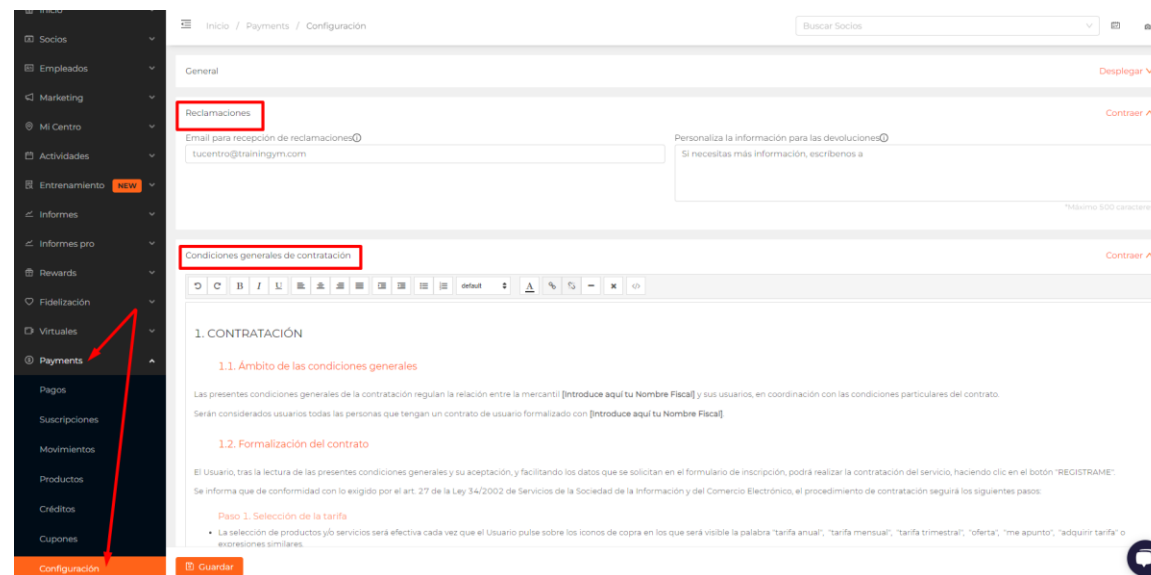 Inicio
Socios
Empleados
Marketing
Mi Centro
Actividades
Entrenamiento NEW
Informes
Informes pro
Rewards
Fidelización
Virtuales
Payments
Pagos
Suscripciones
Movimientos
Productos
Créditos
Cupones
Configuración
Inicio / Payments / Configuración
Buscar Socios
General
Desplegar
Reclamaciones
Contraer
Email para recepción de reclamaciones
Personaliza la información para las devoluciones
tucentro@trainingym.com
Si necesitas más información, escríbenos a
*Máximo 500 caractere
Condiciones generales de contratación
Contraer
B I U default A
1. CONTRATACIÓN
1.1. Ámbito de las condiciones generales
Las presentes condiciones generales de la contratación regulan la relación entre la mercantil [Introduce aquí tu Nombre Fiscal] y sus usuarios, en coordinación con las condiciones particulares del contrato.
Serán considerados usuarios todas las personas que tengan un contrato de usuario formalizado con [Introduce aquí tu Nombre Fiscal].
1.2. Formalización del contrato
El Usuario, tras la lectura de las presentes condiciones generales y su aceptación, y facilitando los datos que se solicitan en el formulario de inscripción, podrá realizar la contratación del servicio, haciendo clic en el botón "REGISTRAME".
Se informa que de conformidad con lo exigido por el art. 27 de la Ley 34/2002 de Servicios de la Sociedad de la Información y del Comercio Electrónico, el procedimiento de contratación seguirá los siguientes pasos:
Paso 1. Selección de la tarifa
• La selección de productos y/o servicios será efectiva cada vez que el Usuario pulse sobre los iconos de copra en los que será visible la palabra "tarifa anual", "tarifa mensual", "tarifa trimestral", "oferta", "me apunto", "adquirir tarifa" o
expresiones similares.
Guardar